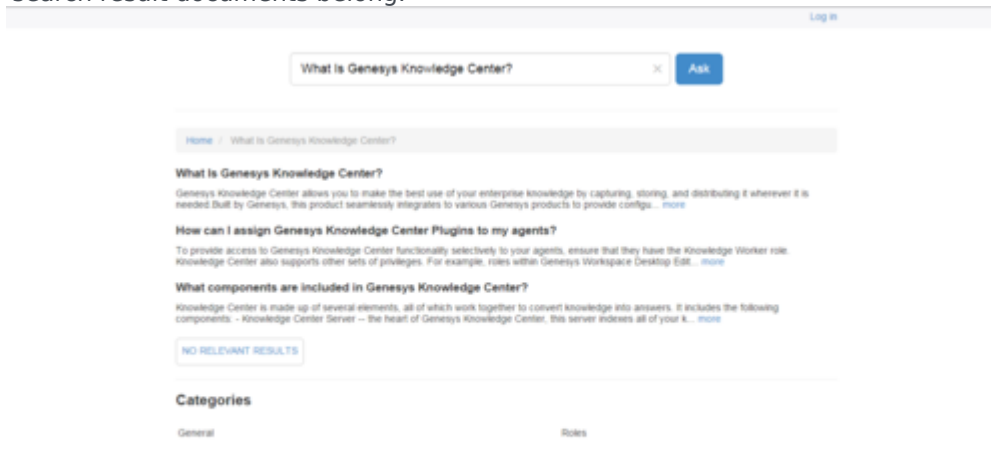 Search result documents belong.
Log in
What Is Genesys Knowledge Center? × Ask
Home / What Is Genesys Knowledge Center?
What Is Genesys Knowledge Center?
Genesys Knowledge Center allows you to make the best use of your enterprise knowledge by capturing, storing, and distributing it wherever it is
needed.Built by Genesys, this product seamlessly integrates to various Genesys products to provide configu... more
How can I assign Genesys Knowledge Center Plugins to my agents?
To provide access to Genesys Knowledge Center functionality selectively to your agents, ensure that they have the Knowledge Worker role.
Knowledge Center also supports other sets of privileges. For example, roles within Genesys Workspace Desktop Edit... more
What components are included in Genesys Knowledge Center?
Knowledge Center is made up of several elements, all of which work together to convert knowledge into answers. It includes the following
components: - Knowledge Center Server -- the heart of Genesys Knowledge Center, this server indexes all of your k... more
NO RELEVANT RESULTS
Categories
General Roles